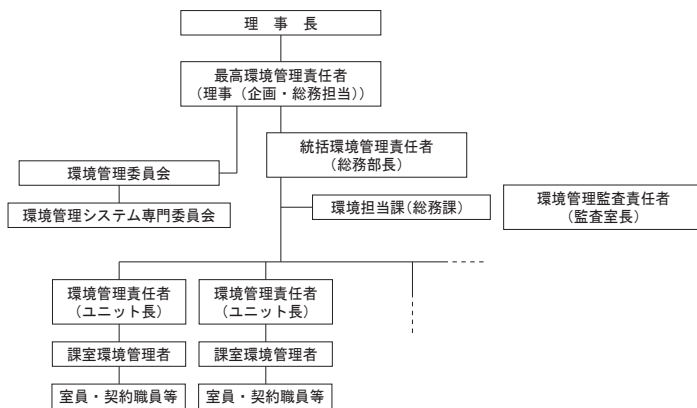 理事長
最高環境管理責任者
(理事(企画・総務担当))
統括環境管理責任者
(総務部長)
環境管理委員会
環境管理システム専門委員会
環境担当課(総務課)
環境管理監査責任者
(監査室長)
環境管理責任者
(ユニット長)
環境管理責任者
(ユニット長)
課室環境管理者
課室環境管理者
室員・契約職員等
室員・契約職員等